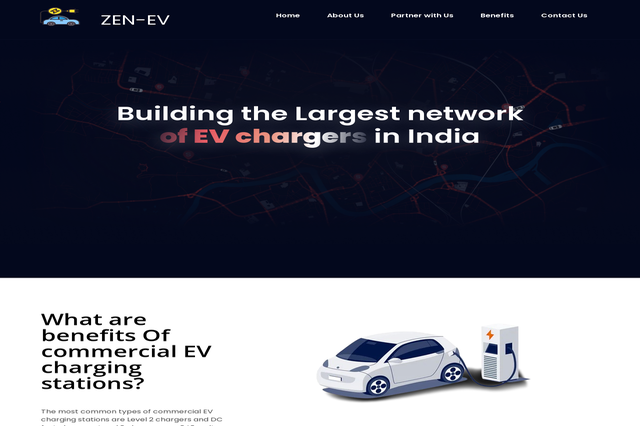 ZEN-EV
Home About Us Partner with Us Benefits Contact Us
Building the Largest network
of EV chargers in India
What are
benefits Of
commercial EV
charging
stations?
The most common types of commercial EV
charging stations are Level 2 chargers and DC